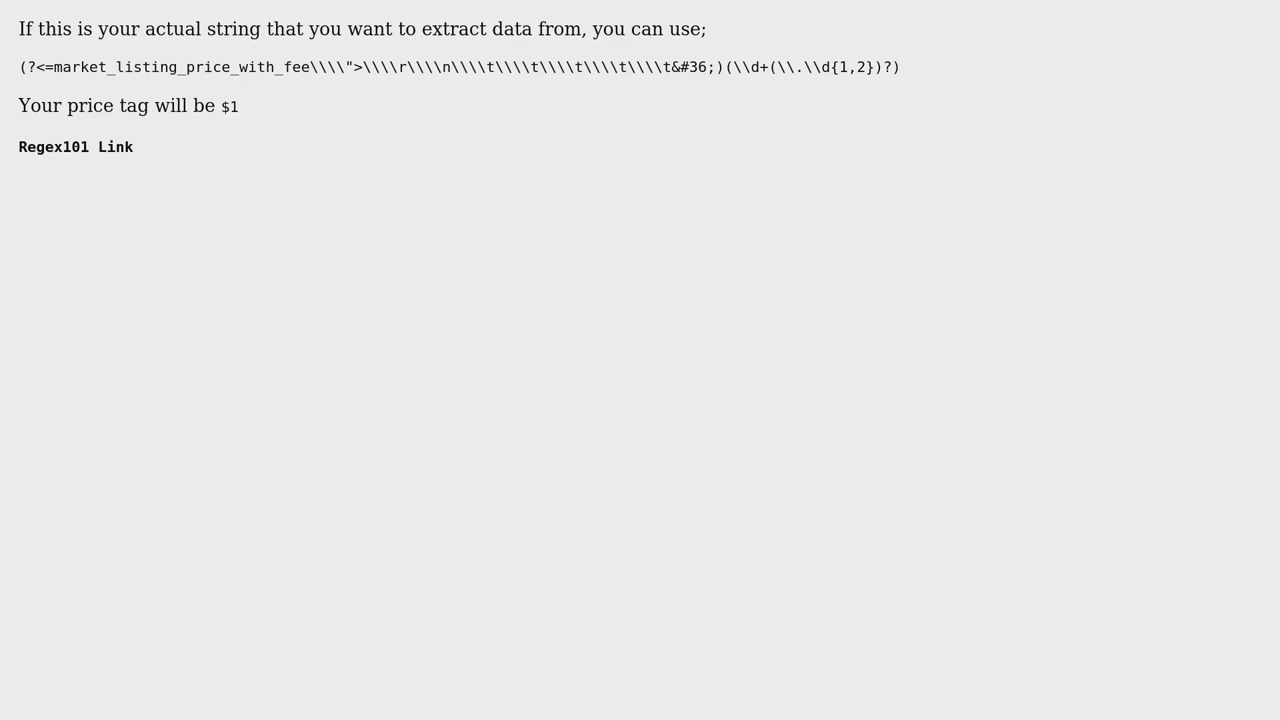 If this is your actual string that you want to extract data from, you can use;
(?<=market_listing_price_with_fee\\\\">\\\\r\\\\n\\\\t\\\\t\\\\t\\\\t\\\\t&#36;)(\\d+(\\.\\d{1,2})?)
Your price tag will be $1
Regex101 Link